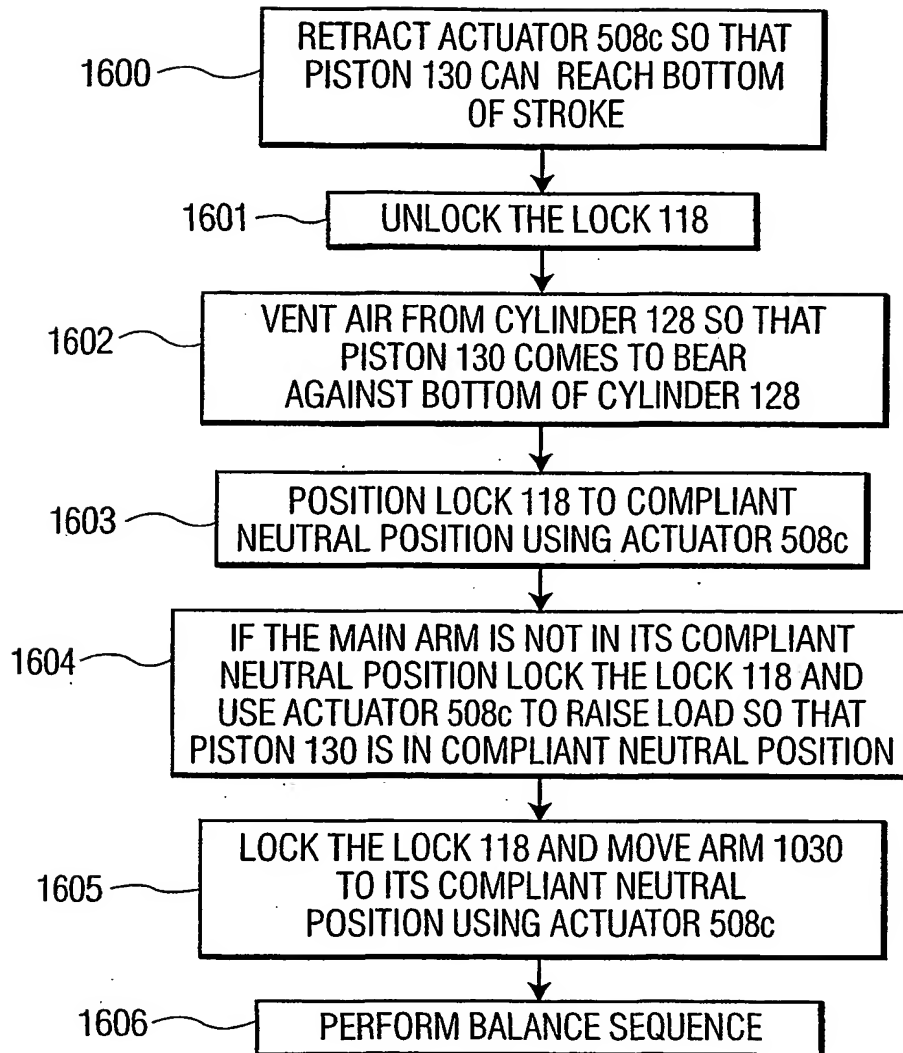 RETRACT ACTUATOR 508c SO THAT
PISTON 130 CAN REACH BOTTOM
OF STROKE
1600
UNLOCK THE LOCK 118
1601
VENT AIR FROM CYLINDER 128 SO THAT
PISTON 130 COMES TO BEAR
AGAINST BOTTOM OF CYLINDER 128
1602
POSITION LOCK 118 TO COMPLIANT
NEUTRAL POSITION USING ACTUATOR 508c
1603
IF THE MAIN ARM IS NOT IN ITS COMPLIANT
NEUTRAL POSITION LOCK THE LOCK 118 AND
USE ACTUATOR 508c TO RAISE LOAD SO THAT
PISTON 130 IS IN COMPLIANT NEUTRAL POSITION
1604
LOCK THE LOCK 118 AND MOVE ARM 1030
TO ITS COMPLIANT NEUTRAL
POSITION USING ACTUATOR 508c
1605
PERFORM BALANCE SEQUENCE
1606